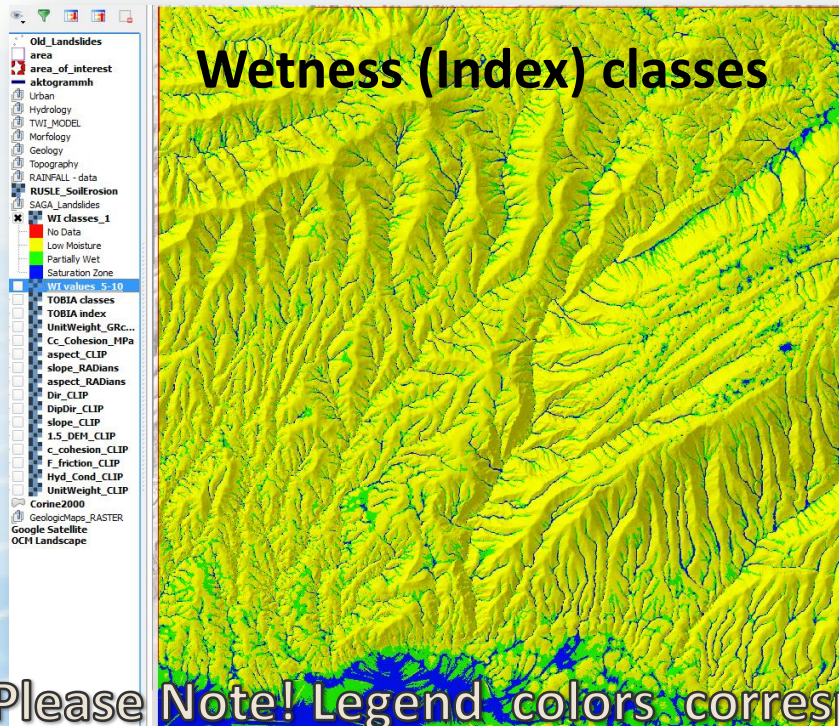 Wetness (Index) classes
Old_Landslides
area
area_of_interest
aktogrammh
Urban
Hydrology
TWI_MODEL
Morfology
Geology
Topography
RAINFALL - data
RUSLE_SoilErosion
SAGA_Landslides
WI classes_1
No Data
Low Moisture
Partially Wet
Saturation Zone
WI values_5-10
TOBIA classes
TOBIA index
UnitWeight_GRc...
Cc_Cohesion_MPa
aspect_CLIP
slope_RADians
aspect_RADians
Dir_CLIP
DipDir_CLIP
slope_CLIP
1.5_DEM_CLIP
c_cohesion_CLIP
F_friction_CLIP
Hyd_Cond_CLIP
UnitWeight_CLIP
Corine2000
GeologicMaps_RASTER
Google Satellite
OCM Landscape
Please Note! Legend colors corres